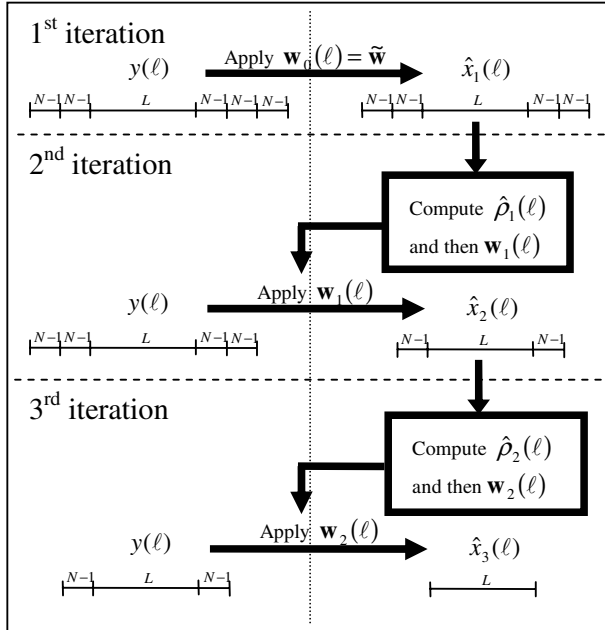 1st iteration
Apply w₀(ℓ) = w̃
y(ℓ) x̂₁(ℓ)
N-1 N-1 L N-1 N-1 N-1 N-1 N-1 L N-1 N-1
2nd iteration
Compute ρ̂₁(ℓ)
and then w₁(ℓ)
y(ℓ) Apply w₁(ℓ) x̂₂(ℓ)
N-1 N-1 L N-1 N-1 N-1 L N-1
3rd iteration
Compute ρ̂₂(ℓ)
and then w₂(ℓ)
Apply w₂(ℓ)
y(ℓ) x̂₃(ℓ)
N-1 L N-1 L